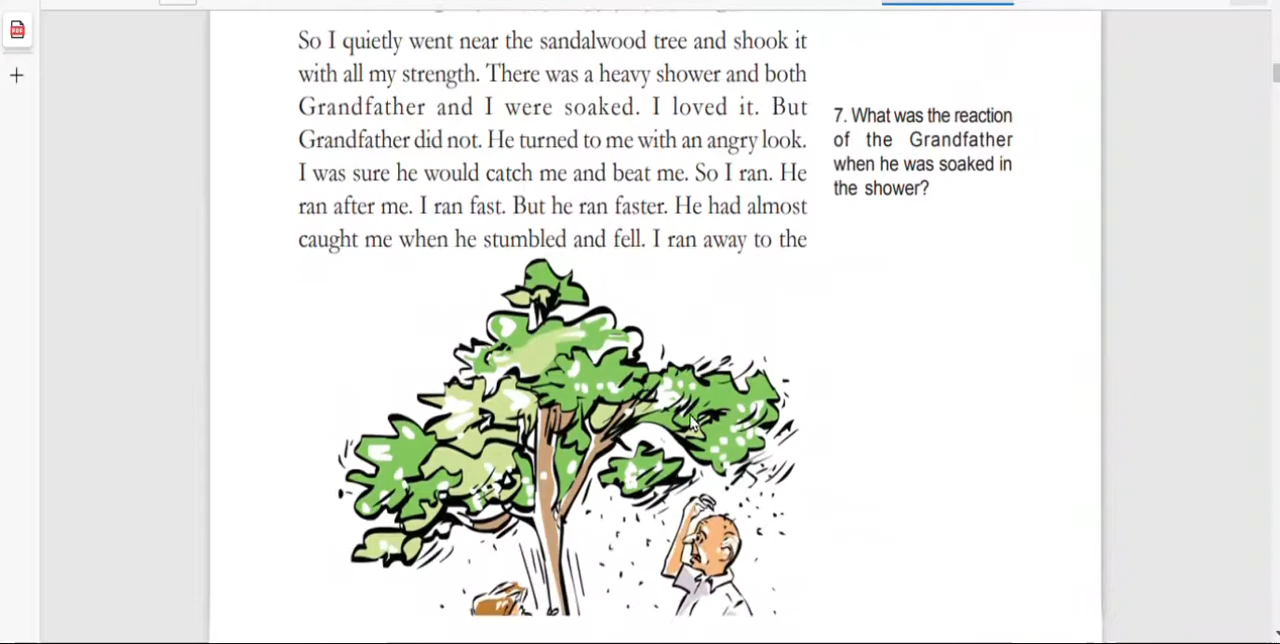 So I quietly went near the sandalwood tree and shook it
with all my strength. There was a heavy shower and both
Grandfather and I were soaked. I loved it. But
Grandfather did not. He turned to me with an angry look.
I was sure he would catch me and beat me. So I ran. He
ran after me. I ran fast. But he ran faster. He had almost
caught me when he stumbled and fell. I ran away to the
7. What was the reaction
of the Grandfather
when he was soaked in
the shower?